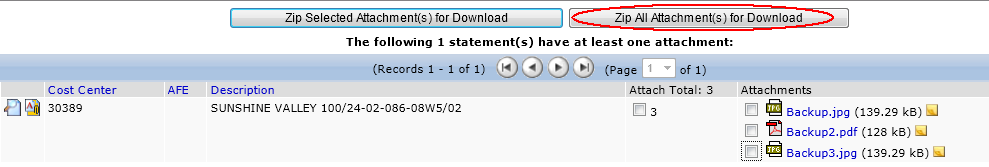 Zip Selected Attachment(s) for Download Zip All Attachment(s) for Download
The following 1 statement(s) have at least one attachment:
(Records 1 - 1 of 1) (Page 1 of 1)
Cost Center AFE Description Attach Total: 3 Attachments
30389 SUNSHINE VALLEY 100/24-02-086-08W5/02 3 Backup.jpg (139.29 kB)
Backup2.pdf (128 kB)
Backup3.jpg (139.29 kB)